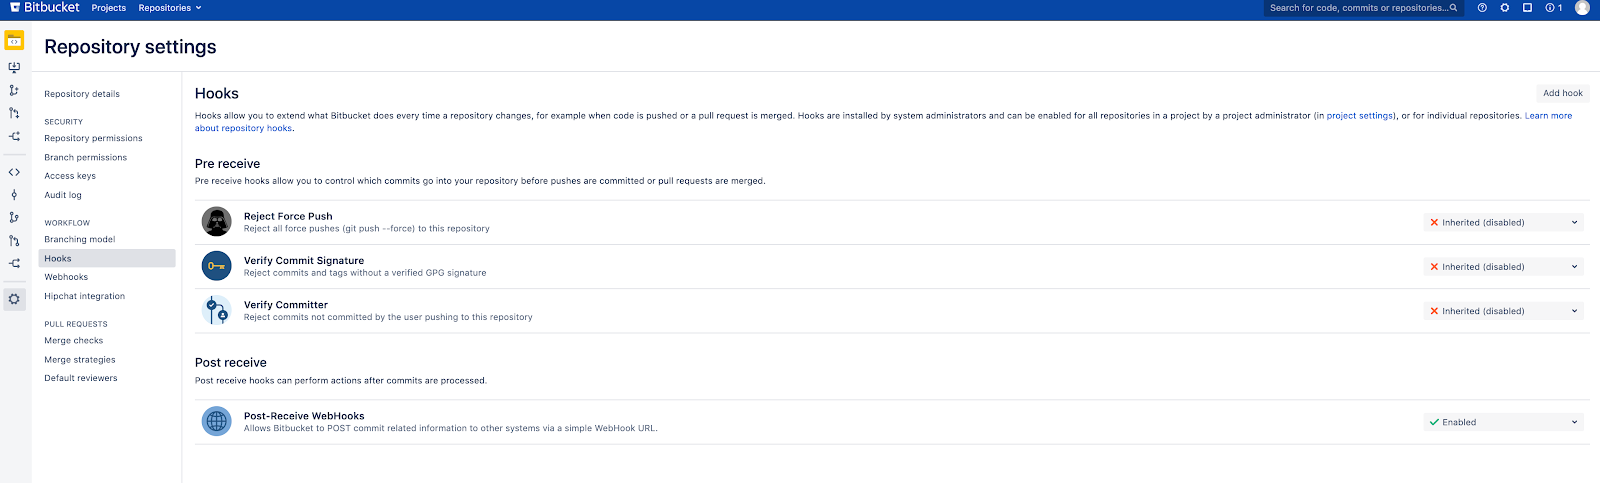 Bitbucket Projects Repositories Search for code, commits or repositories... 1
Repository settings
Repository details
SECURITY
Repository permissions
Branch permissions
Access keys
Audit log
WORKFLOW
Branching model
Hooks
Webhooks
Hipchat integration
PULL REQUESTS
Merge checks
Merge strategies
Default reviewers
Hooks
Add hook
Hooks allow you to extend what Bitbucket does every time a repository changes, for example when code is pushed or a pull request is merged. Hooks are installed by system administrators and can be enabled for all repositories in a project by a project administrator (in project settings), or for individual repositories. Learn more
about repository hooks.
Pre receive
Pre receive hooks allow you to control which commits go into your repository before pushes are committed or pull requests are merged.
Reject Force Push
Reject all force pushes (git push --force) to this repository
Inherited (disabled)
Verify Commit Signature
Reject commits and tags without a verified GPG signature
Inherited (disabled)
Verify Committer
Reject commits not committed by the user pushing to this repository
Inherited (disabled)
Post receive
Post receive hooks can perform actions after commits are processed.
Post-Receive WebHooks
Allows Bitbucket to POST commit related information to other systems via a simple WebHook URL.
Enabled